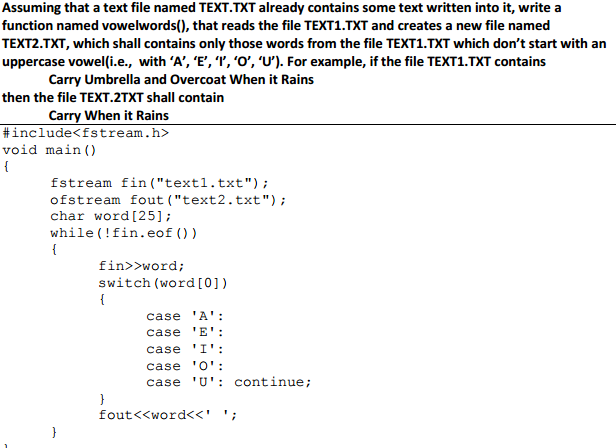 Assuming that a text file named TEXT.TXT already contains some text written into it, write a
function named vowelwords(), that reads the file TEXT1.TXT and creates a new file named
TEXT2.TXT, which shall contains only those words from the file TEXT1.TXT which don't start with an
uppercase vowel(i.e., with 'A', 'E', 'I', 'O', 'U'). For example, if the file TEXT1.TXT contains
Carry Umbrella and Overcoat When it Rains
then the file TEXT.2TXT shall contain
Carry When it Rains
#include<fstream.h>
void main()
{
fstream fin("text1.txt");
ofstream fout("text2.txt");
char word[25];
while(!fin.eof())
{
fin>>word;
switch(word[0])
{
case 'A':
case 'E':
case 'I':
case 'O':
case 'U': continue;
}
fout<<word<<' ';
}
}